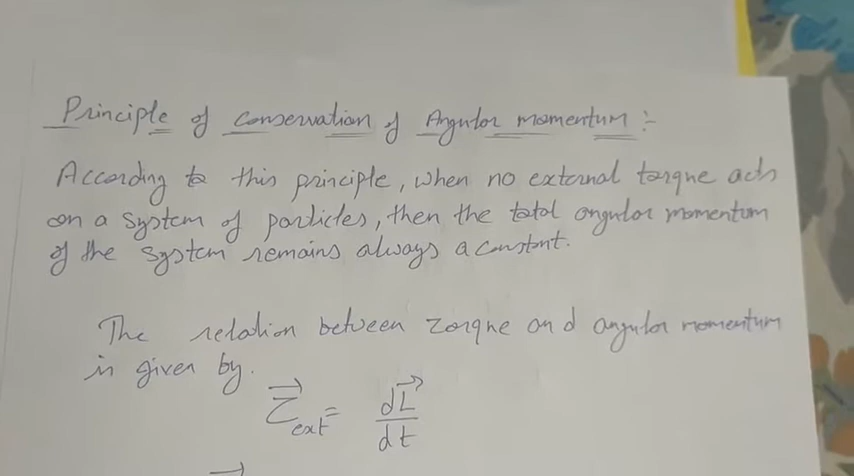 Principle of conservation of Angular momentum :-
According to this principle, when no external torque acts
on a system of particles, then the total angular momentum
of the system remains always a constant.
The relation between torque and angular momentum
is given by.
τ⃗ext = dL⃗/dt